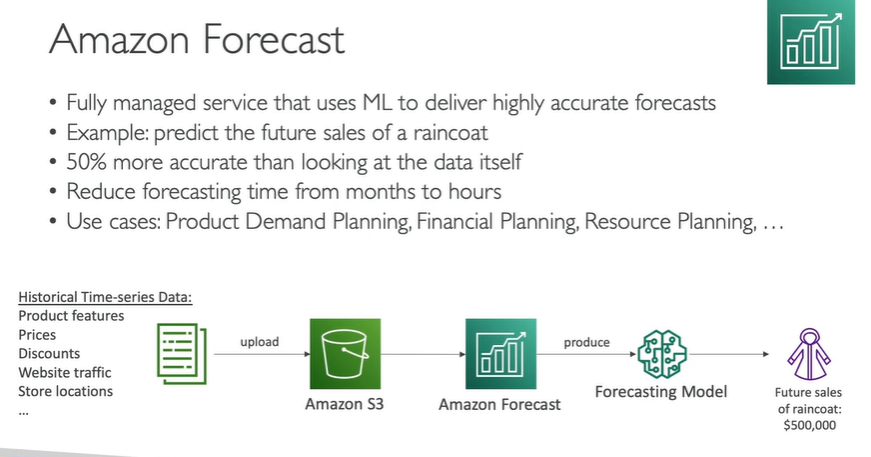 Amazon Forecast
• Fully managed service that uses ML to deliver highly accurate forecasts
• Example: predict the future sales of a raincoat
• 50% more accurate than looking at the data itself
• Reduce forecasting time from months to hours
• Use cases: Product Demand Planning, Financial Planning, Resource Planning, …
Historical Time-series Data:
Product features
Prices
Discounts
Website traffic
Store locations
...
upload
Amazon S3
Amazon Forecast
produce
Forecasting Model
Future sales
of raincoat:
$500,000